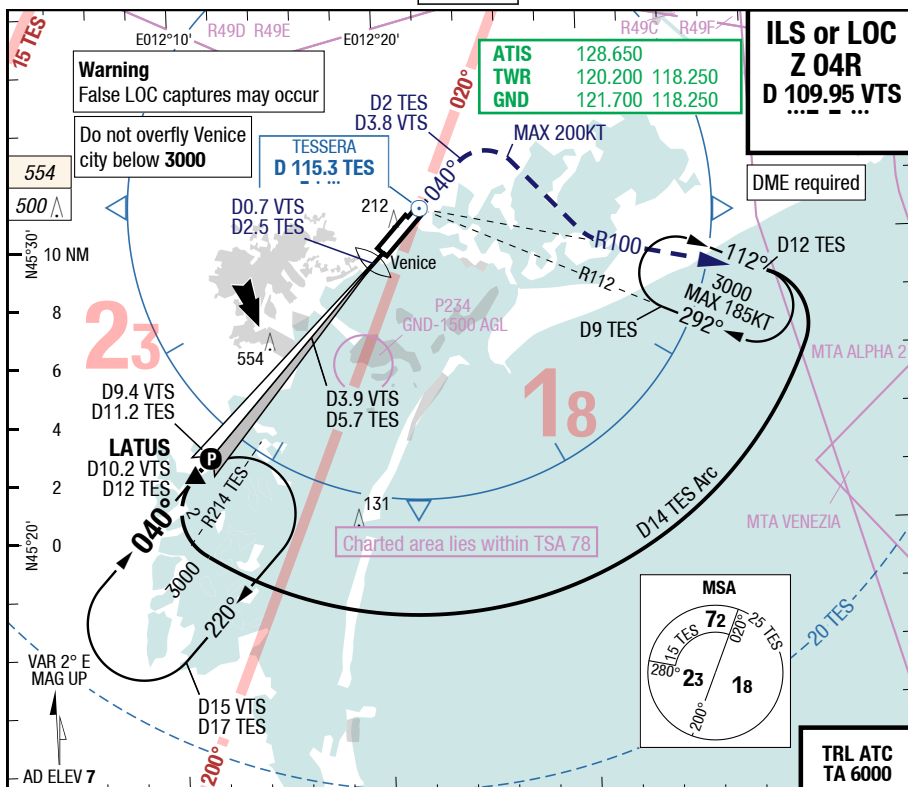 E012°10'
R49D R49E
E012°20'
R49C R49F
15 TES
Warning
False LOC captures may occur
Do not overfly Venice
city below 3000
554
500
ATIS 128.650
TWR 120.200 118.250
GND 121.700 118.250
ILS or LOC
Z 04R
D 109.95 VTS
DME required
020°
D2 TES
D3.8 VTS
MAX 200KT
TESSERA
D 115.3 TES
040°
212
D0.7 VTS
D2.5 TES
Venice
R100
R112
112°
D12 TES
3000
MAX 185KT
292°
D9 TES
N45°30'
10 NM
8
6
4
2
0
N45°20'
23
P234
GND-1500 AGL
554
MTA ALPHA 2
D9.4 VTS
D11.2 TES
D3.9 VTS
D5.7 TES
18
P
LATUS
D10.2 VTS
D12 TES
R214 TES
2
040°
131
D14 TES Arc
MTA VENEZIA
Charted area lies within TSA 78
3000
220°
D15 VTS
D17 TES
VAR 2° E
MAG UP
AD ELEV 7
200°
MSA
72
020°
25 TES
15 TES
280°
23
18
200°
20 TES
TRL ATC
TA 6000